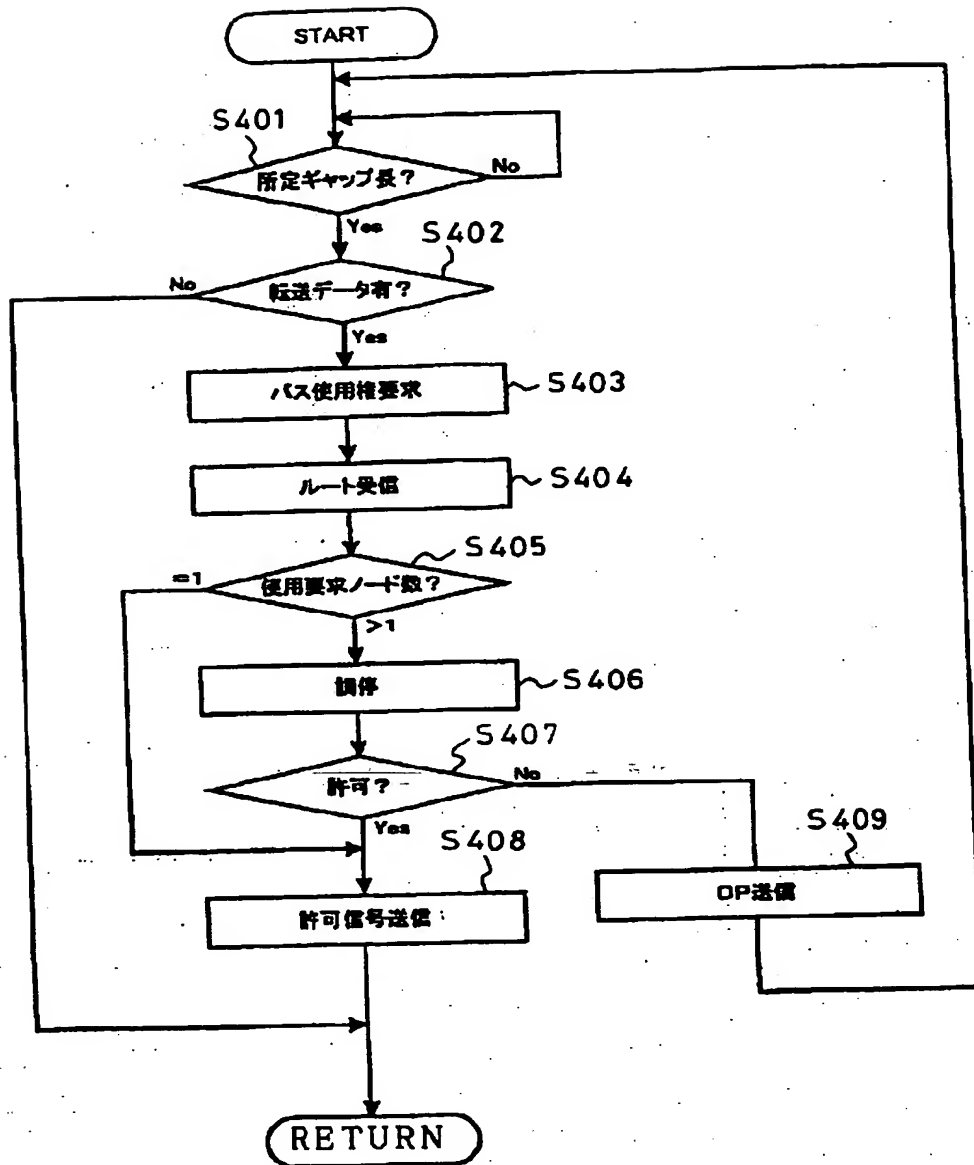 START
S401
所定ギャップ長?
No
Yes
S402
転送データ有?
No
Yes
バス使用権要求
S403
ルート受信
S404
S405
使用要求ノード数?
=1
>1
調停
S406
S407
許可?
No
Yes
S408
S409
許可信号送信
DP送信
RETURN